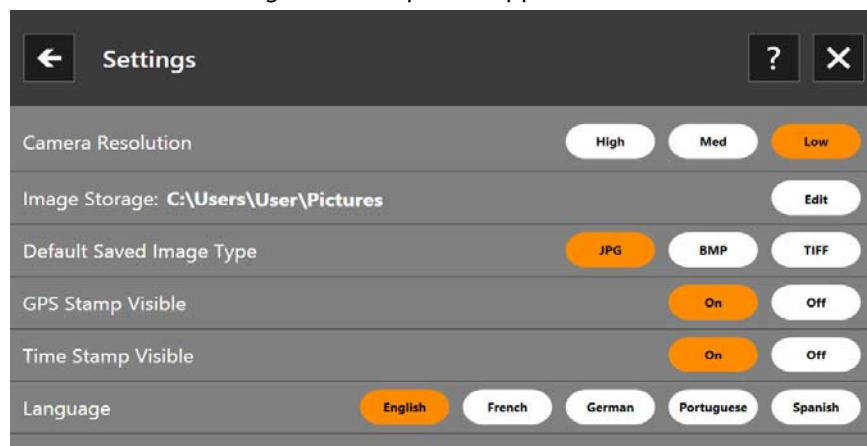 Settings ?
Camera Resolution High Med Low
Image Storage: C:\Users\User\Pictures Edit
Default Saved Image Type JPG BMP TIFF
GPS Stamp Visible On Off
Time Stamp Visible On Off
Language English French German Portuguese Spanish